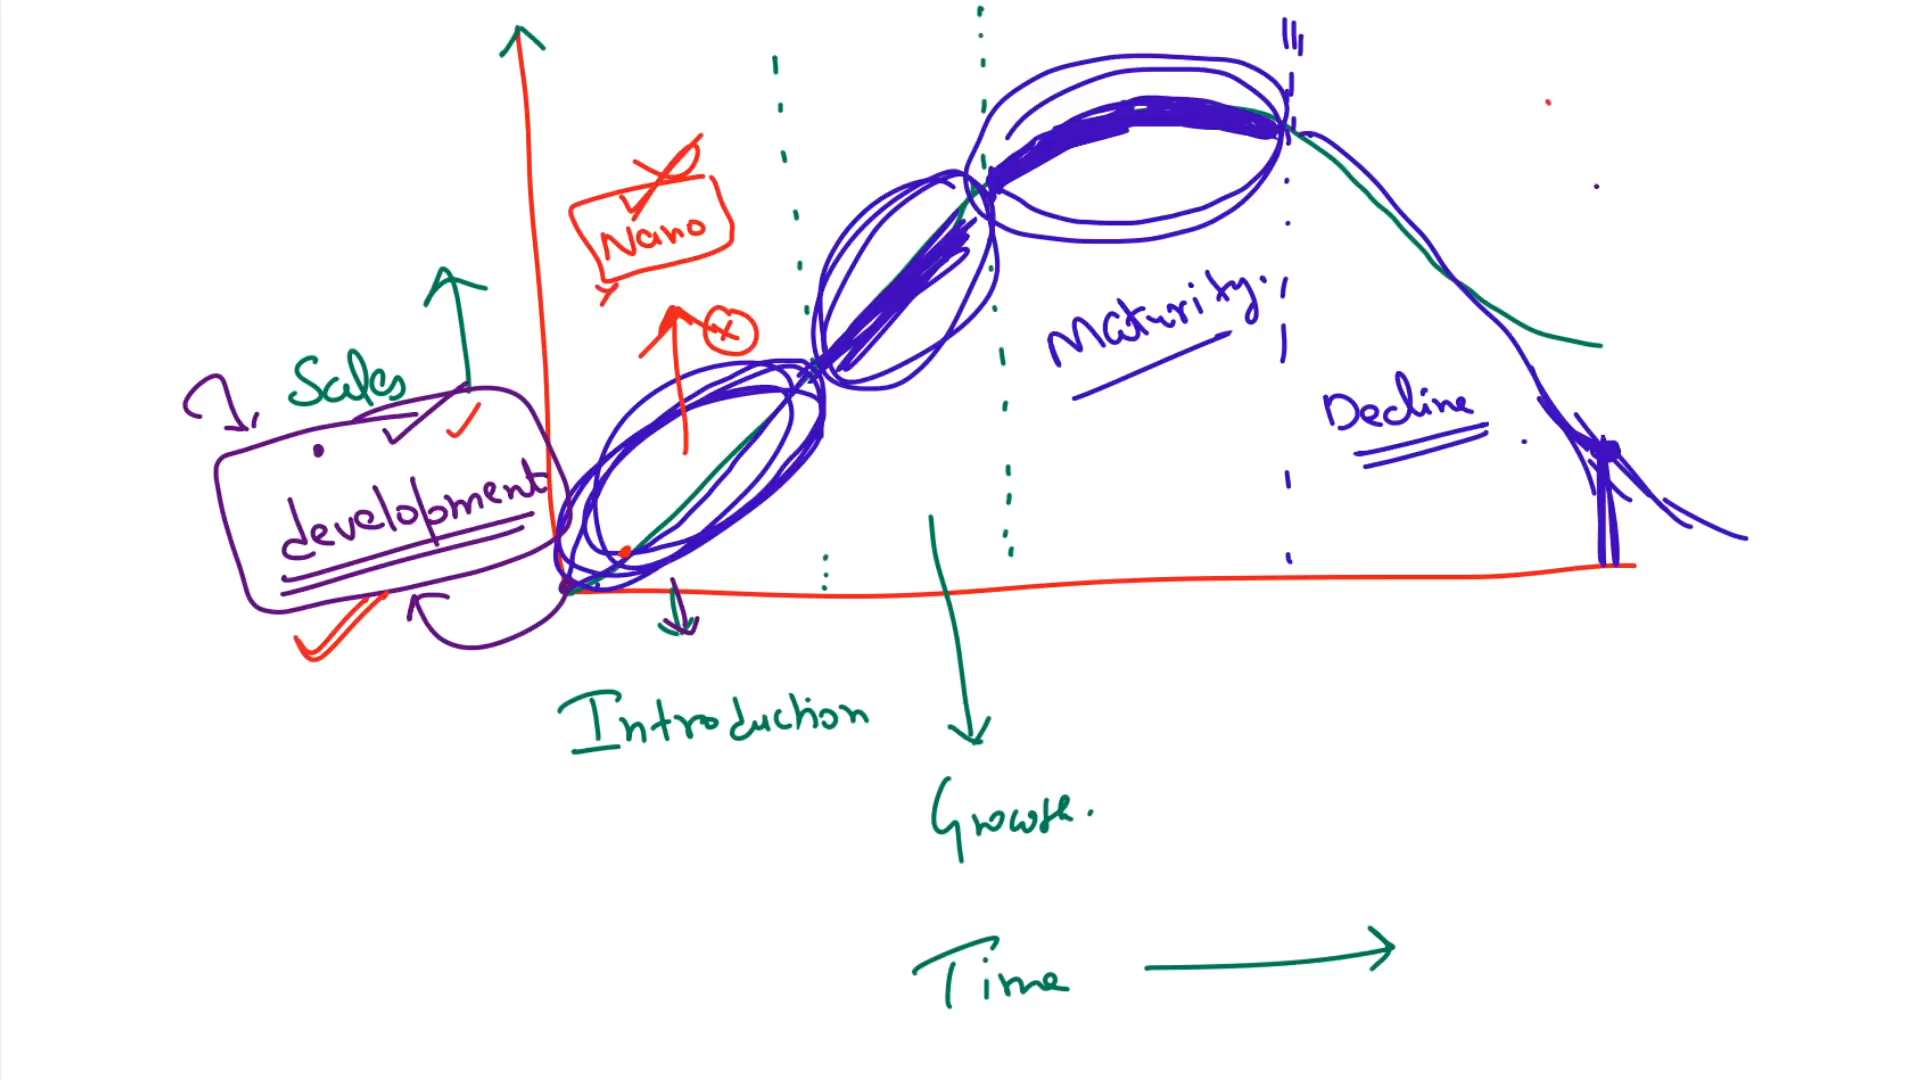 Nano
Sales
development
Maturity.
Decline
Introduction
Growth.
Time